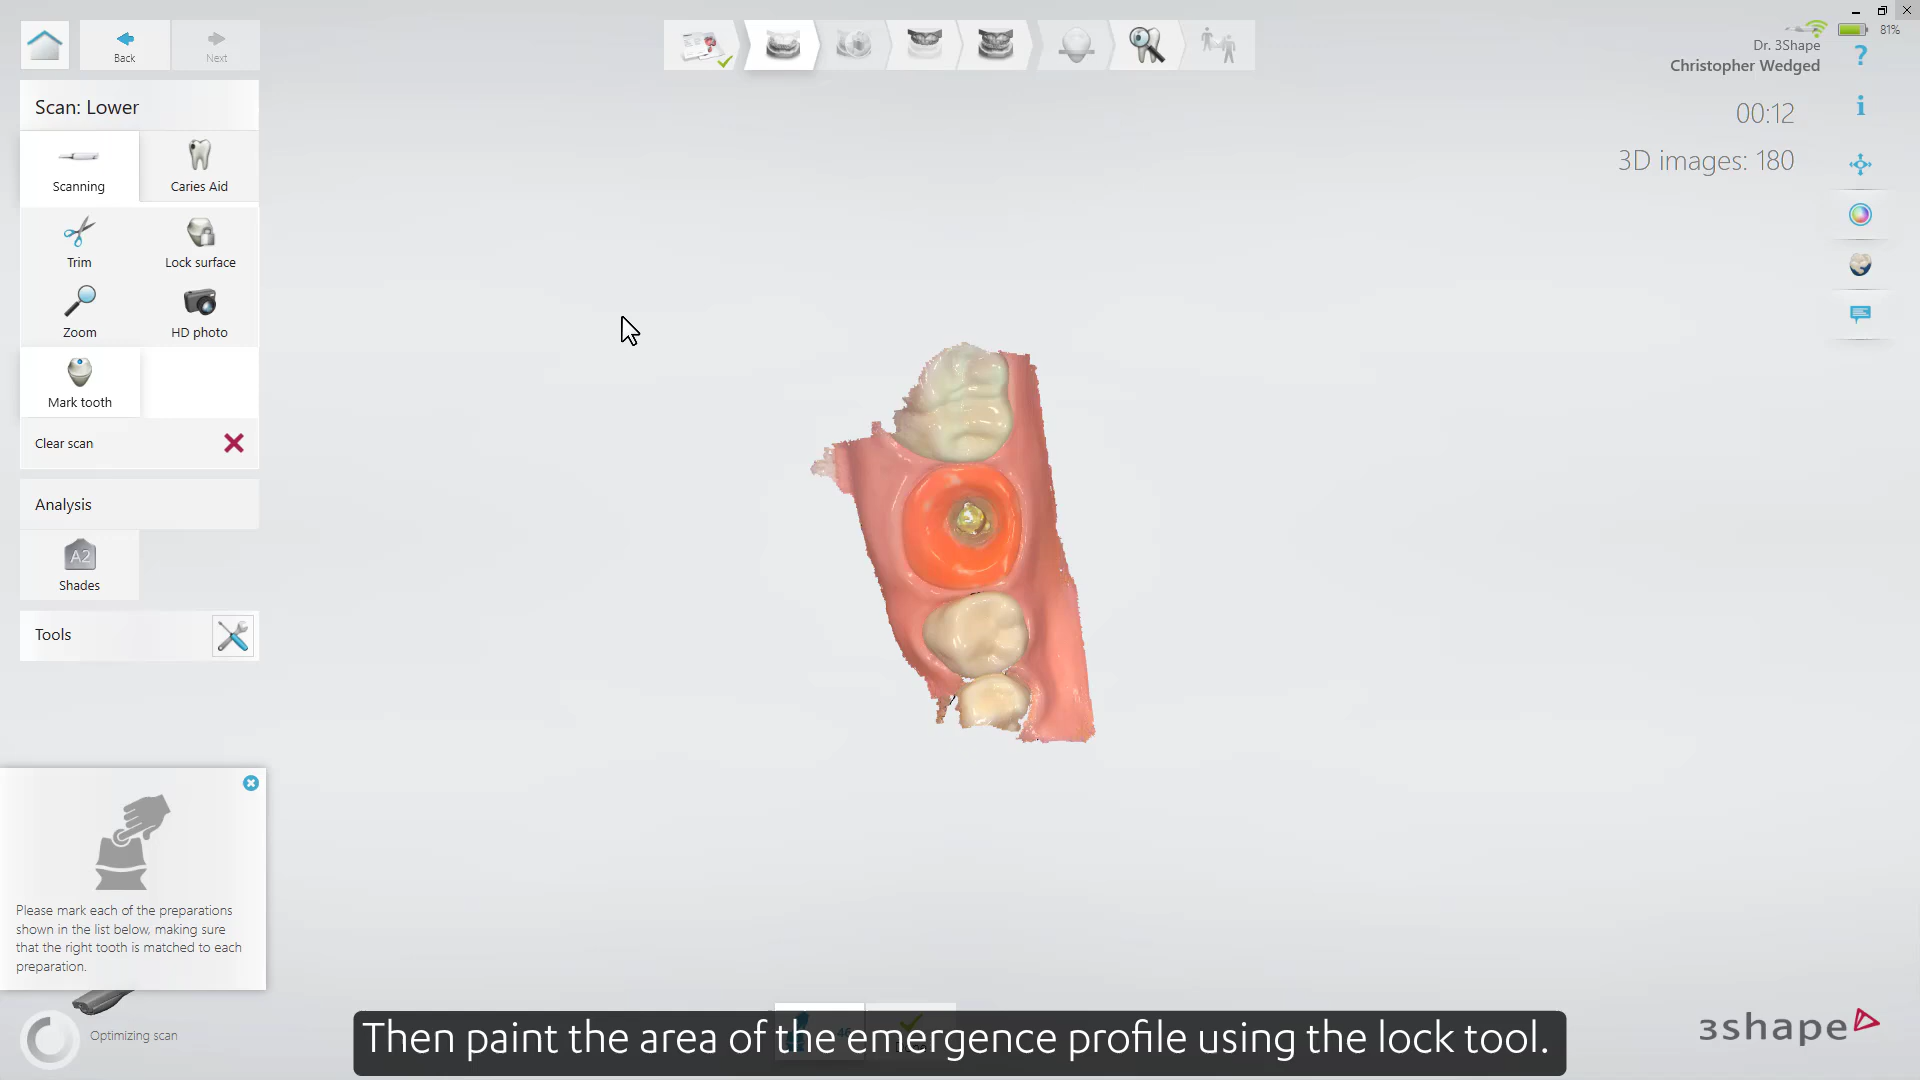 81%
Dr. 3Shape
Christopher Wedged
Back
Next
Scan: Lower
00:12
3D images: 180
Scanning
Caries Aid
Trim
Lock surface
Zoom
HD photo
Mark tooth
Clear scan
Analysis
A2
Shades
Tools
Please mark each of the preparations
shown in the list below, making sure
that the right tooth is matched to each
preparation.
Optimizing scan
Then paint the area of the emergence profile using the lock tool.
3shape